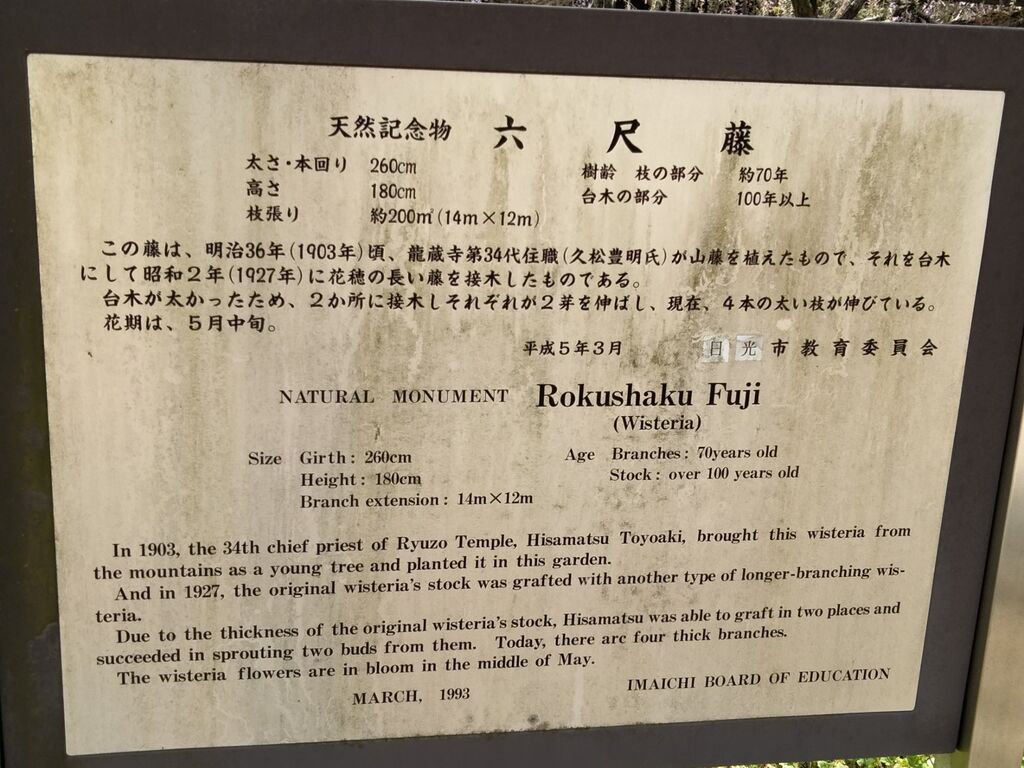 天然記念物 六尺藤
太さ・本回り 260cm 樹齢 枝の部分 約70年
高さ 180cm 台木の部分 100年以上
枝張り 約200㎡(14m×12m)
この藤は、明治36年(1903年)頃、龍蔵寺第34代住職(久松豊明氏)が山藤を植えたもので、それを台木
にして昭和2年(1927年)に花穂の長い藤を接木したものである。
台木が太かったため、2か所に接木しそれぞれが2芽を伸ばし、現在、4本の太い枝が伸びている。
花期は、5月中旬。
平成5年3月 日光市教育委員会
NATURAL MONUMENT Rokushaku Fuji
(Wisteria)
Size Girth: 260cm Age Branches: 70years old
Height: 180cm Stock: over 100 years old
Branch extension: 14m×12m
In 1903, the 34th chief priest of Ryuzo Temple, Hisamatsu Toyoaki, brought this wisteria from
the mountains as a young tree and planted it in this garden.
And in 1927, the original wisteria's stock was grafted with another type of longer-branching wis-
teria.
Due to the thickness of the original wisteria's stock, Hisamatsu was able to graft in two places and
succeeded in sprouting two buds from them. Today, there are four thick branches.
The wisteria flowers are in bloom in the middle of May.
MARCH, 1993 IMAICHI BOARD OF EDUCATION